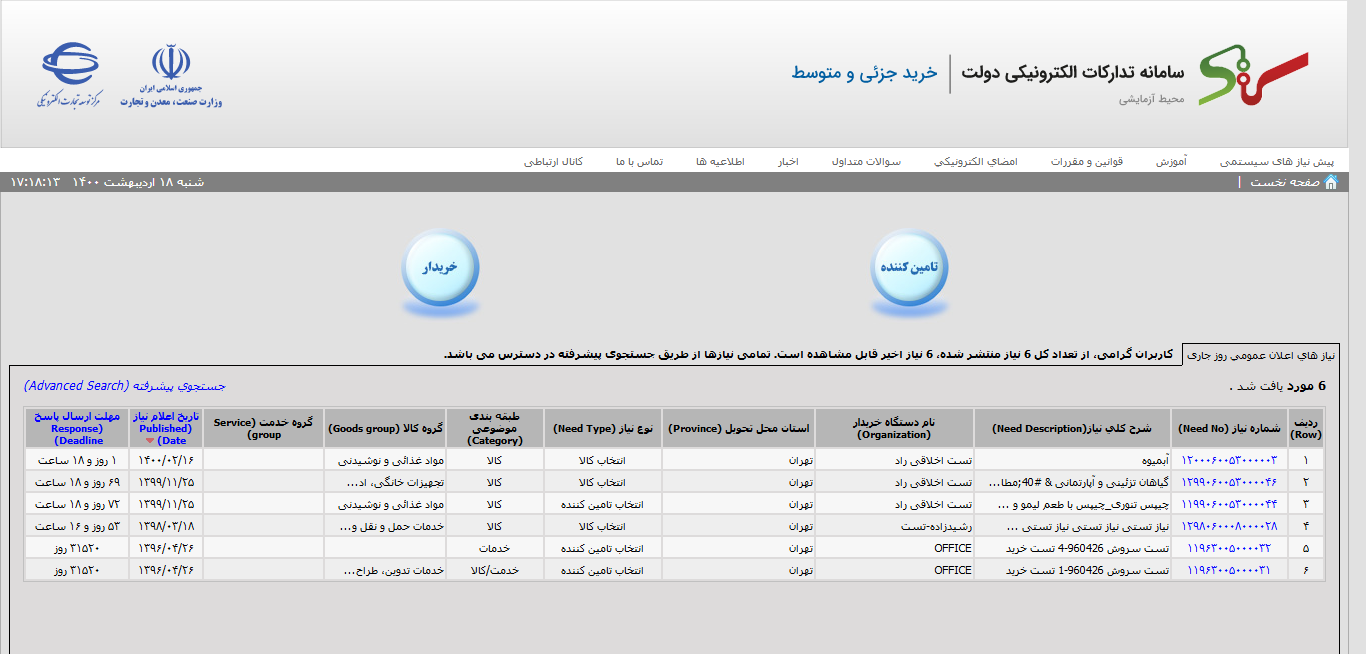 سامانه تدارکات الکترونیکی دولت
خرید جزئی و متوسط
محیط آزمایشی
جمهوری اسلامی ایران
وزارت صنعت، معدن و تجارت
مرکز توسعه تجارت الکترونیکی
پیش نیاز های سیستمی آموزش قوانین و مقررات امضاي الکترونیکي سوالات متداول اخبار اطلاعیه ها تماس با ما کانال ارتباطی
صفحه نخست |
شنبه ۱۸ اردیبهشت ۱۴۰۰ ۱۷:۱۸:۱۳
تامین کننده
خریدار
نیاز هاي اعلان عمومي روز جاری
کاربران گرامی، از تعداد کل 6 نیاز منتشر شده، 6 نیاز اخیر قابل مشاهده است. تمامی نیازها از طریق جستجوی پیشرفته در دسترس می باشد.
6 مورد یافت شد .
جستجوي پیشرفته (Advanced Search)
ردیف (Row) شماره نیاز (Need No) شرح کلي نیاز(Need Description) نام دستگاه خریدار (Organization) استان محل تحویل (Province) نوع نیاز (Need Type) طبقه بندی موضوعی (Category) گروه کالا (Goods group) گروه خدمت (Service group) تاریخ اعلام نیاز (Published Date) مهلت ارسال پاسخ (Response Deadline)
۱ ۱۲۰۰۰۶۰۰۵۳۰۰۰۰۰۳ آبمیوه تست اخلاقی راد تهران انتخاب کالا کالا مواد غذائی و نوشیدنی ۱۴۰۰/۰۲/۱۶ ۱ روز و ۱۸ ساعت
۲ ۱۲۹۹۰۶۰۰۵۳۰۰۰۰۴۶ گیاهان تزئینی و آپارتمانی & #40;مطا... تست اخلاقی راد تهران انتخاب کالا کالا تجهیزات خانگی، اد... ۱۳۹۹/۱۱/۲۵ ۶۹ روز و ۱۸ ساعت
۳ ۱۱۹۹۰۶۰۰۵۳۰۰۰۰۴۴ چیپس تنوری_چیپس با طعم لیمو و ... تست اخلاقی راد تهران انتخاب تامین کننده کالا مواد غذائی و نوشیدنی ۱۳۹۹/۱۱/۲۵ ۷۲ روز و ۱۸ ساعت
۴ ۱۲۹۸۰۶۰۰۰۸۰۰۰۰۲۸ نیاز تستی نیاز تستی نیاز تستی ... رشیدزاده-تست تهران انتخاب کالا کالا خدمات حمل و نقل و... ۱۳۹۸/۰۳/۱۸ ۵۳ روز و ۱۶ ساعت
۵ ۱۱۹۶۳۰۰۵۰۰۰۰۳۲ تست سروش 960426-4 تست خرید OFFICE تهران انتخاب تامین کننده خدمات ۱۳۹۶/۰۴/۲۶ ۳۱۵۲۰ روز
۶ ۱۱۹۶۳۰۰۵۰۰۰۰۳۱ تست سروش 960426-1 تست خرید OFFICE تهران انتخاب تامین کننده خدمت/کالا خدمات تدوین، طراح... ۱۳۹۶/۰۴/۲۶ ۳۱۵۲۰ روز